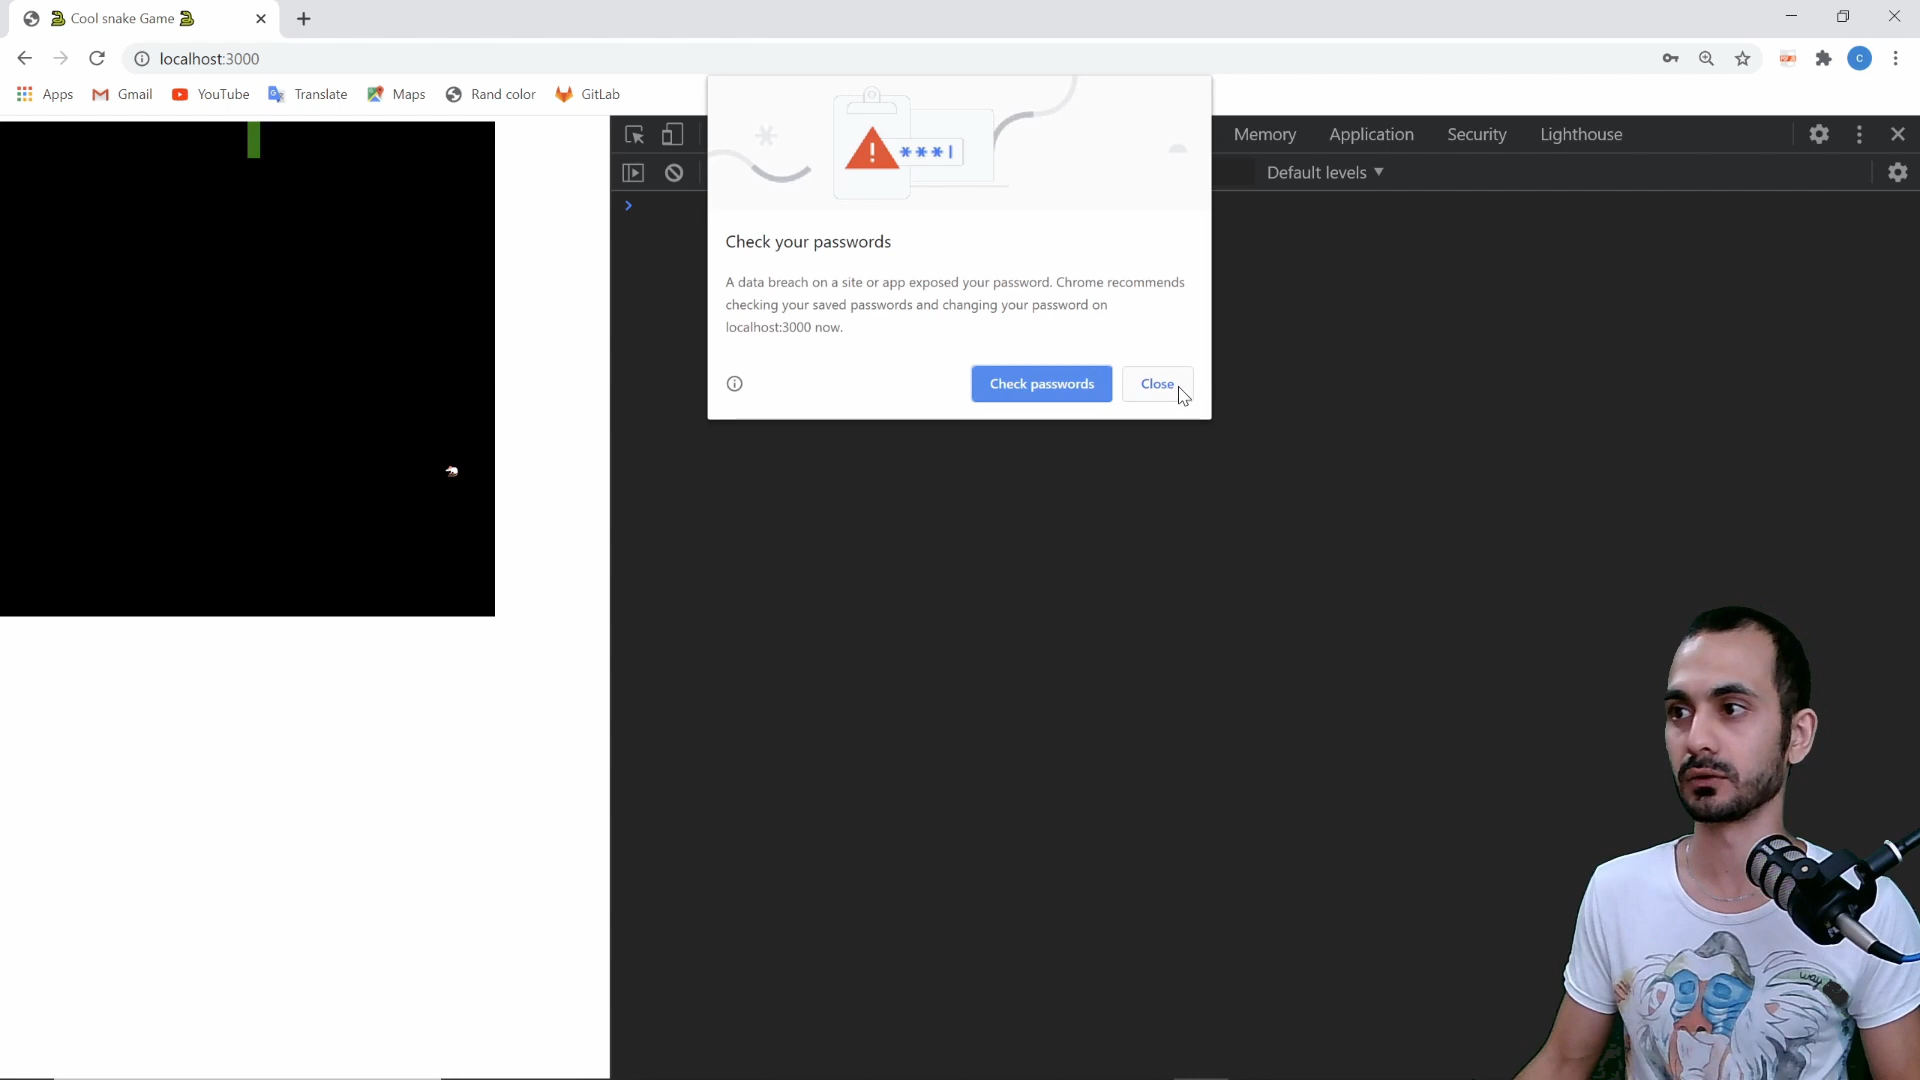 🐍 Cool snake Game 🐍
localhost:3000
C
Apps
Gmail
YouTube
Translate
Maps
Rand color
GitLab
Memory
Application
Security
Lighthouse
Default levels ▼
***|
Check your passwords
A data breach on a site or app exposed your password. Chrome recommends
checking your saved passwords and changing your password on
localhost:3000 now.
Check passwords
Close